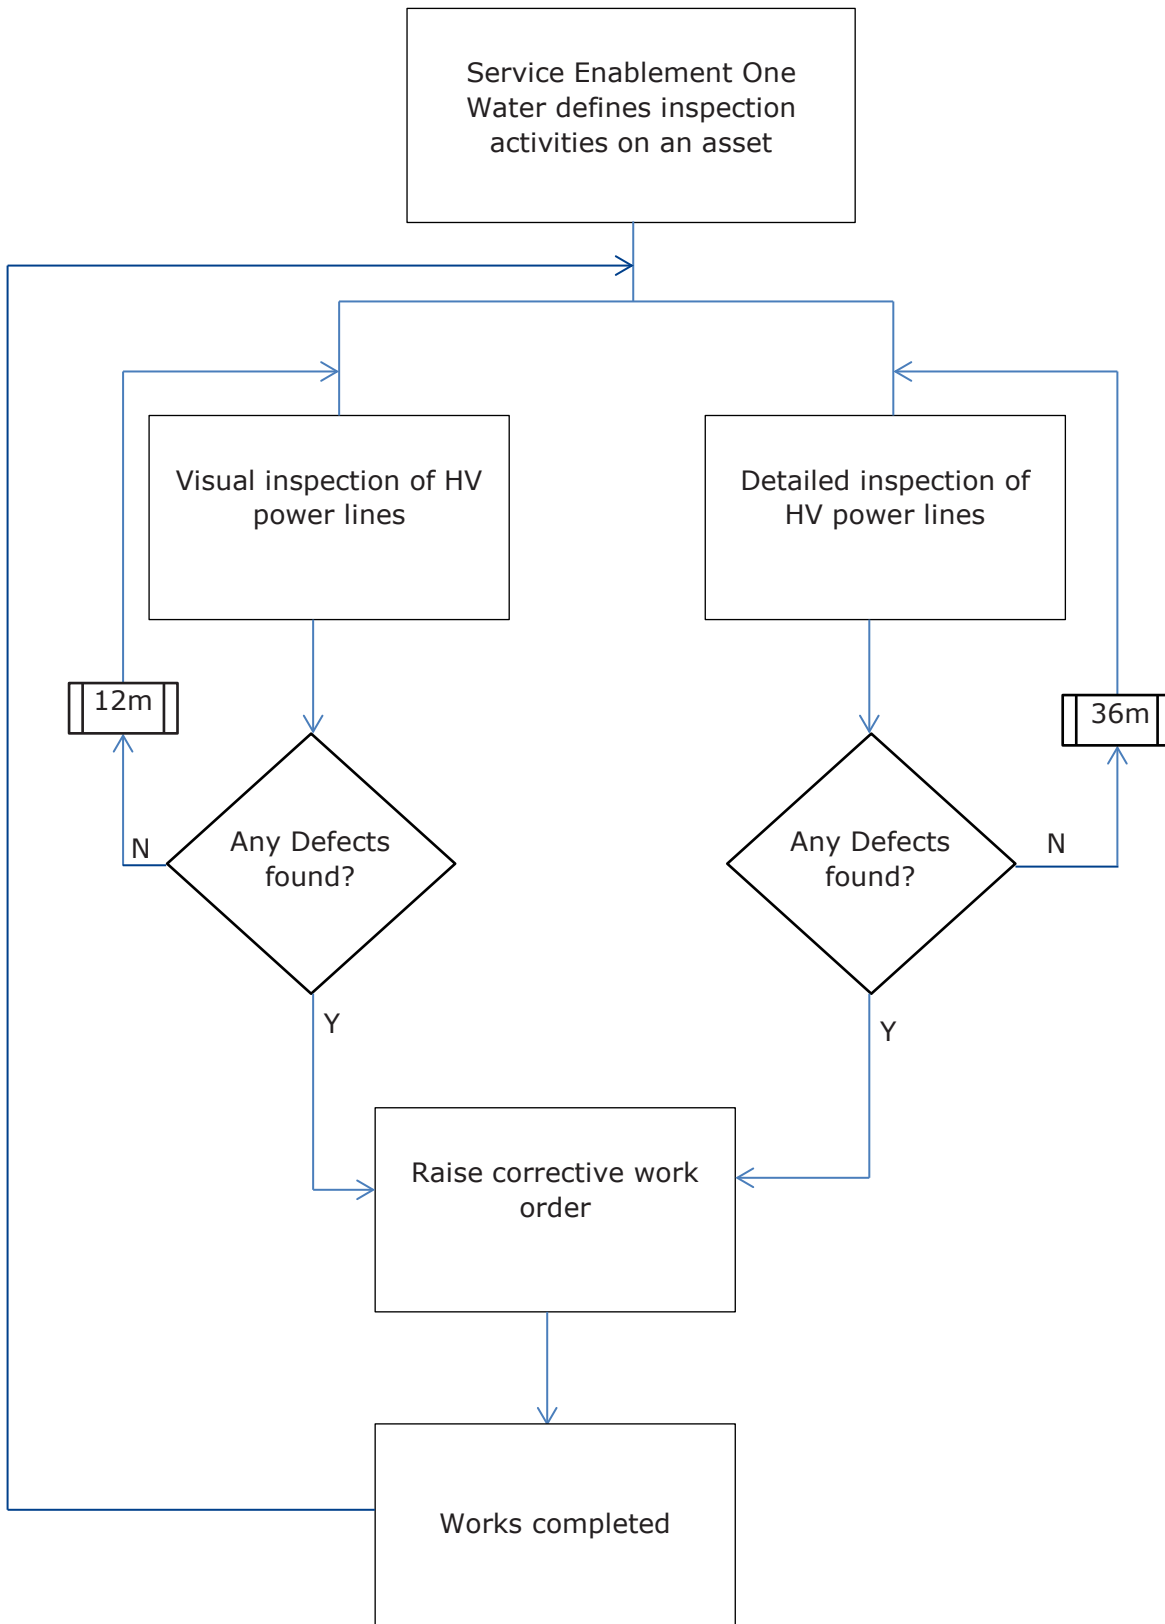 Service Enablement One
Water defines inspection
activities on an asset
Visual inspection of HV
power lines
Detailed inspection of
HV power lines
12m
36m
Any Defects
found?
N
Any Defects
found?
N
Y
Y
Raise corrective work
order
Works completed